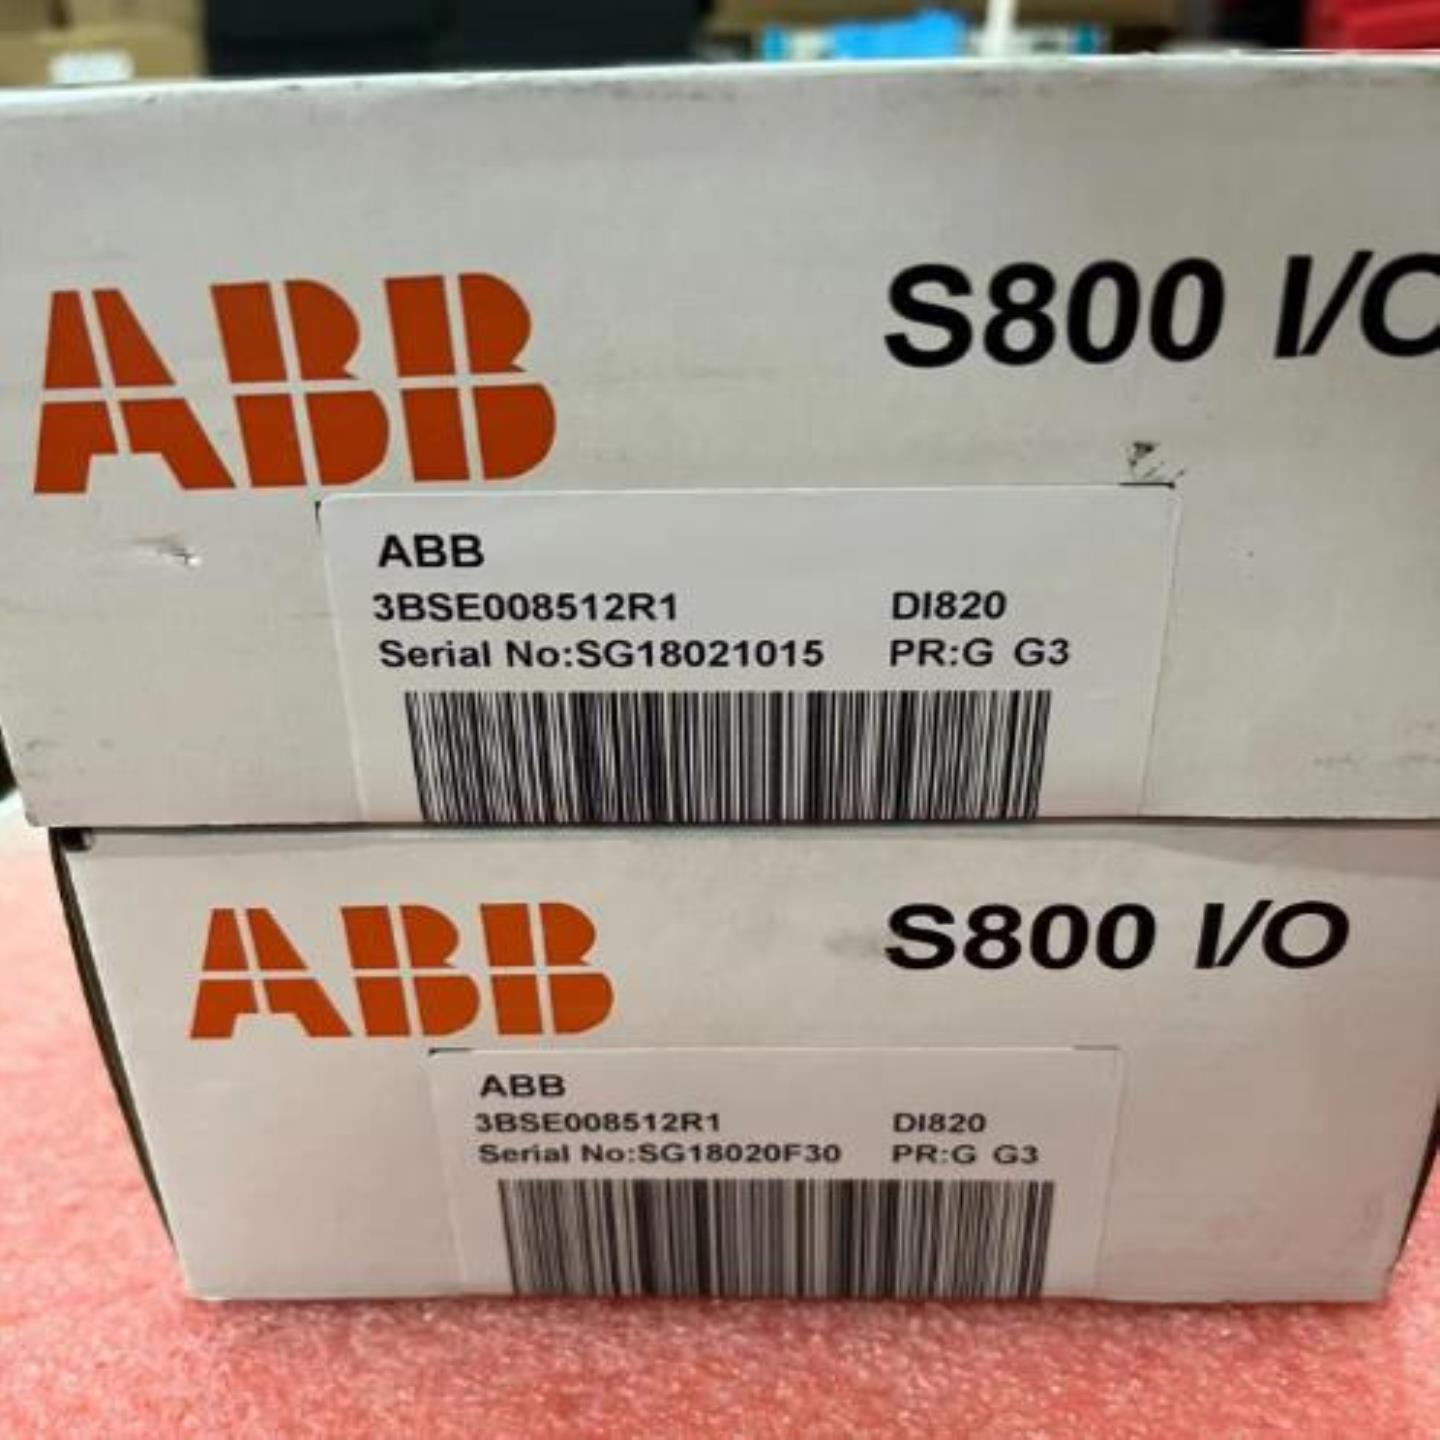 ABB S800 I/O
ABB
3BSE008512R1 DI820
Serial No:SG18021015 PR:G G3
ABB S800 I/O
ABB
3BSE008512R1 DI820
Serial No:SG18020F30 PR:G G3